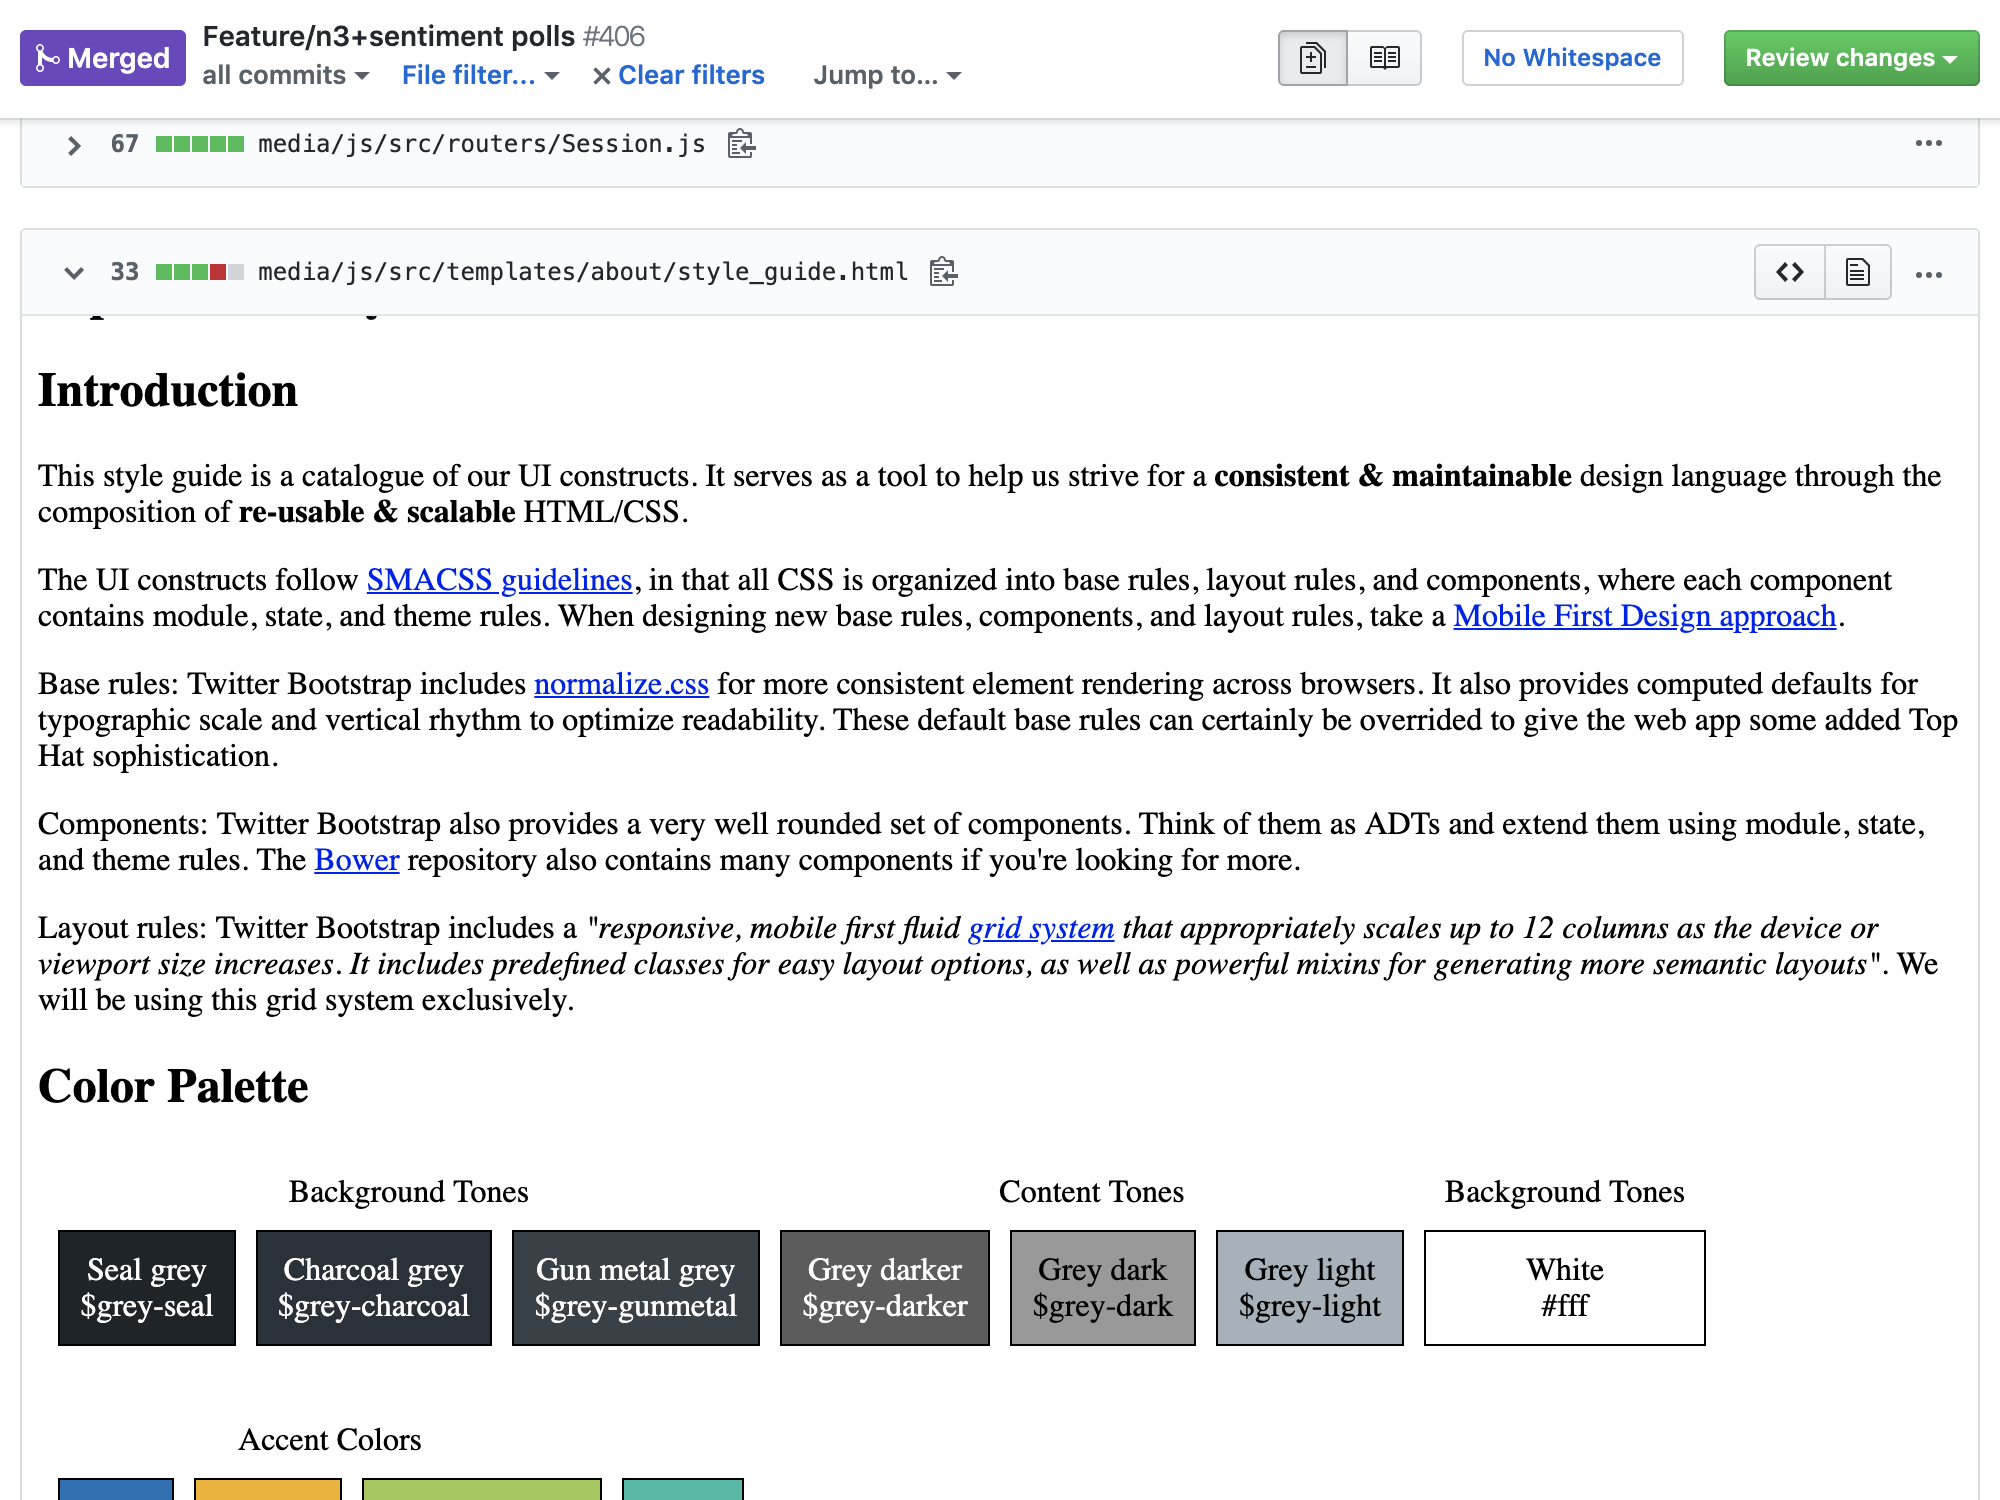 Merged
Feature/n3+sentiment polls #406
all commits File filter... Clear filters Jump to...
No Whitespace
Review changes
67 media/js/src/routers/Session.js
33 media/js/src/templates/about/style_guide.html
Introduction
This style guide is a catalogue of our UI constructs. It serves as a tool to help us strive for a consistent & maintainable design language through the
composition of re-usable & scalable HTML/CSS.
The UI constructs follow SMACSS guidelines, in that all CSS is organized into base rules, layout rules, and components, where each component
contains module, state, and theme rules. When designing new base rules, components, and layout rules, take a Mobile First Design approach.
Base rules: Twitter Bootstrap includes normalize.css for more consistent element rendering across browsers. It also provides computed defaults for
typographic scale and vertical rhythm to optimize readability. These default base rules can certainly be overrided to give the web app some added Top
Hat sophistication.
Components: Twitter Bootstrap also provides a very well rounded set of components. Think of them as ADTs and extend them using module, state,
and theme rules. The Bower repository also contains many components if you're looking for more.
Layout rules: Twitter Bootstrap includes a "responsive, mobile first fluid grid system that appropriately scales up to 12 columns as the device or
viewport size increases. It includes predefined classes for easy layout options, as well as powerful mixins for generating more semantic layouts". We
will be using this grid system exclusively.
Color Palette
Background Tones Content Tones Background Tones
Seal grey Charcoal grey Gun metal grey Grey darker Grey dark Grey light White
$grey-seal $grey-charcoal $grey-gunmetal $grey-darker $grey-dark $grey-light #fff
Accent Colors